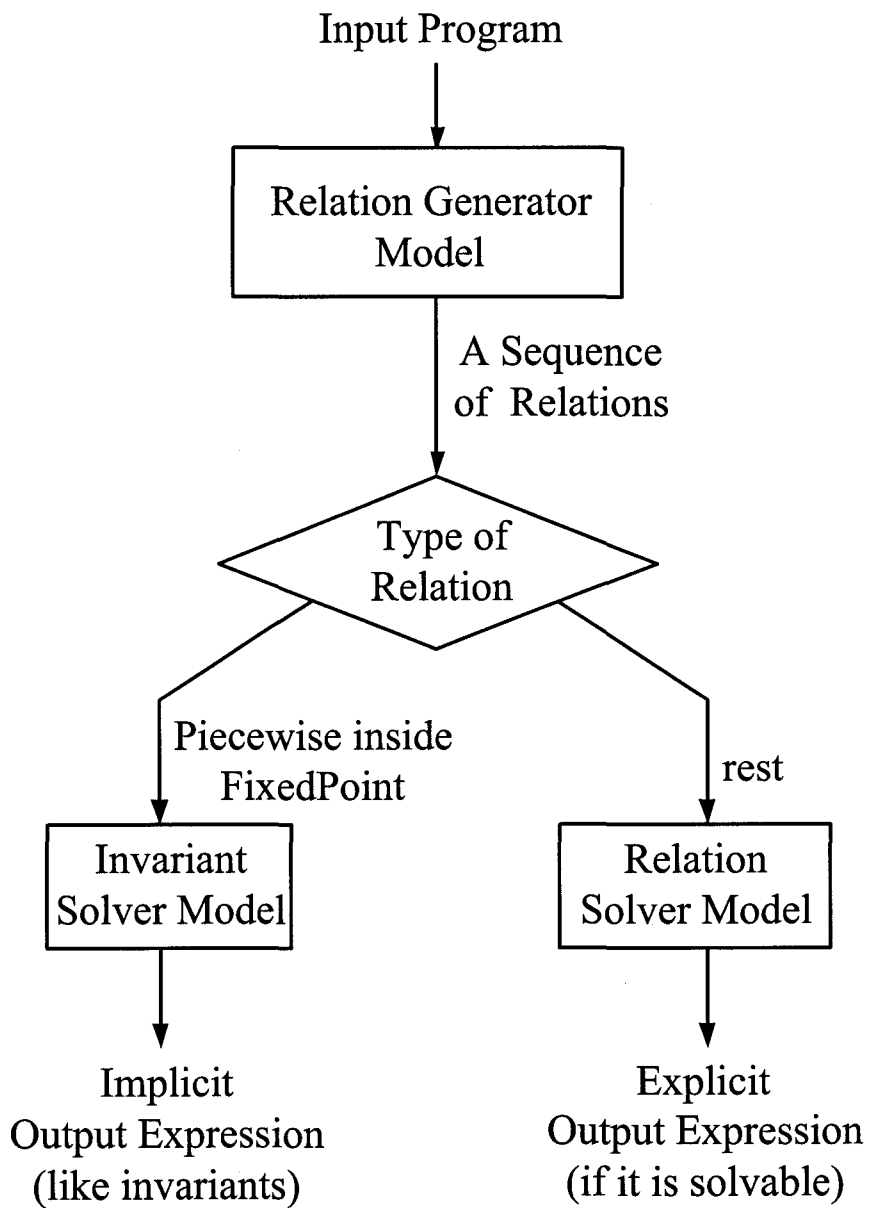 Input Program
Relation Generator
Model
A Sequence
of Relations
Type of
Relation
Piecewise inside
FixedPoint
rest
Invariant
Solver Model
Relation
Solver Model
Implicit
Output Expression
(like invariants)
Explicit
Output Expression
(if it is solvable)